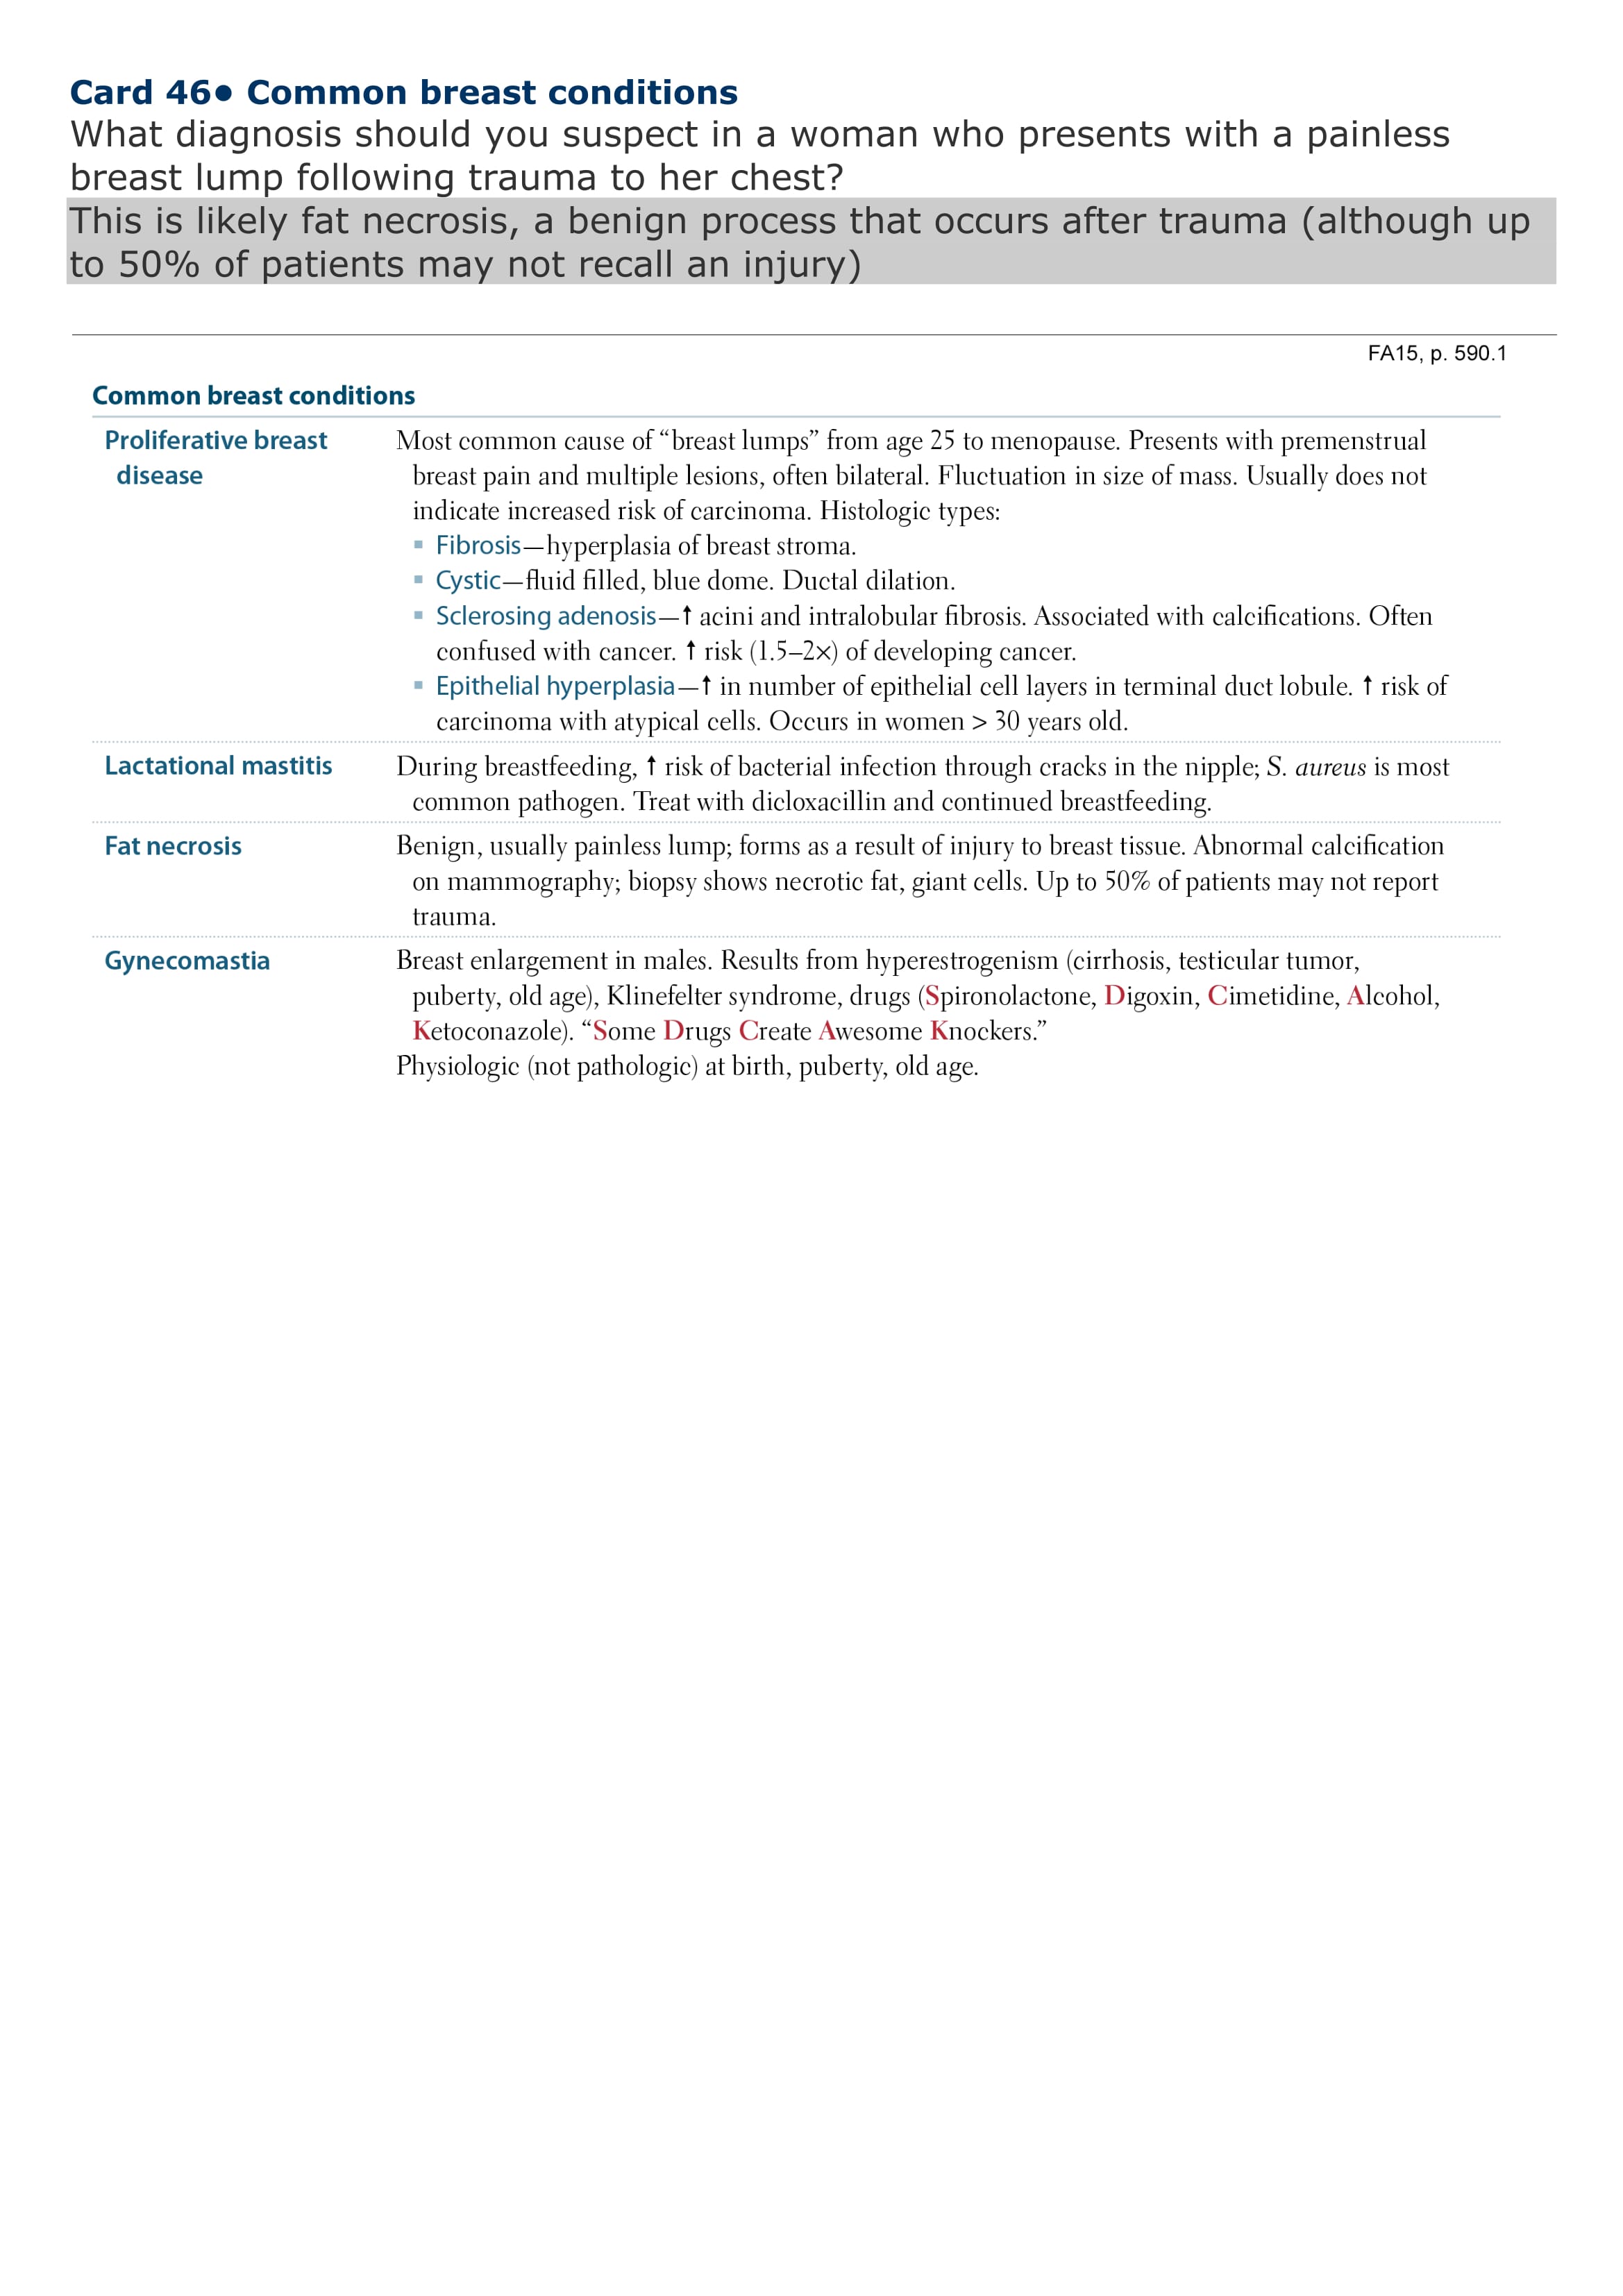 Card 46● Common breast conditions
What diagnosis should you suspect in a woman who presents with a painless
breast lump following trauma to her chest?
This is likely fat necrosis, a benign process that occurs after trauma (although up
to 50% of patients may not recall an injury)
FA15, p. 590.1
Common breast conditions
Proliferative breast
disease
Most common cause of “breast lumps” from age 25 to menopause. Presents with premenstrual
breast pain and multiple lesions, often bilateral. Fluctuation in size of mass. Usually does not
indicate increased risk of carcinoma. Histologic types:
▪ Fibrosis—hyperplasia of breast stroma.
▪ Cystic—fluid filled, blue dome. Ductal dilation.
▪ Sclerosing adenosis—↑ acini and intralobular fibrosis. Associated with calcifications. Often
confused with cancer. ↑ risk (1.5–2×) of developing cancer.
▪ Epithelial hyperplasia—↑ in number of epithelial cell layers in terminal duct lobule. ↑ risk of
carcinoma with atypical cells. Occurs in women > 30 years old.
Lactational mastitis
During breastfeeding, ↑ risk of bacterial infection through cracks in the nipple; S. aureus is most
common pathogen. Treat with dicloxacillin and continued breastfeeding.
Fat necrosis
Benign, usually painless lump; forms as a result of injury to breast tissue. Abnormal calcification
on mammography; biopsy shows necrotic fat, giant cells. Up to 50% of patients may not report
trauma.
Gynecomastia
Breast enlargement in males. Results from hyperestrogenism (cirrhosis, testicular tumor,
puberty, old age), Klinefelter syndrome, drugs (Spironolactone, Digoxin, Cimetidine, Alcohol,
Ketoconazole). “Some Drugs Create Awesome Knockers.”
Physiologic (not pathologic) at birth, puberty, old age.